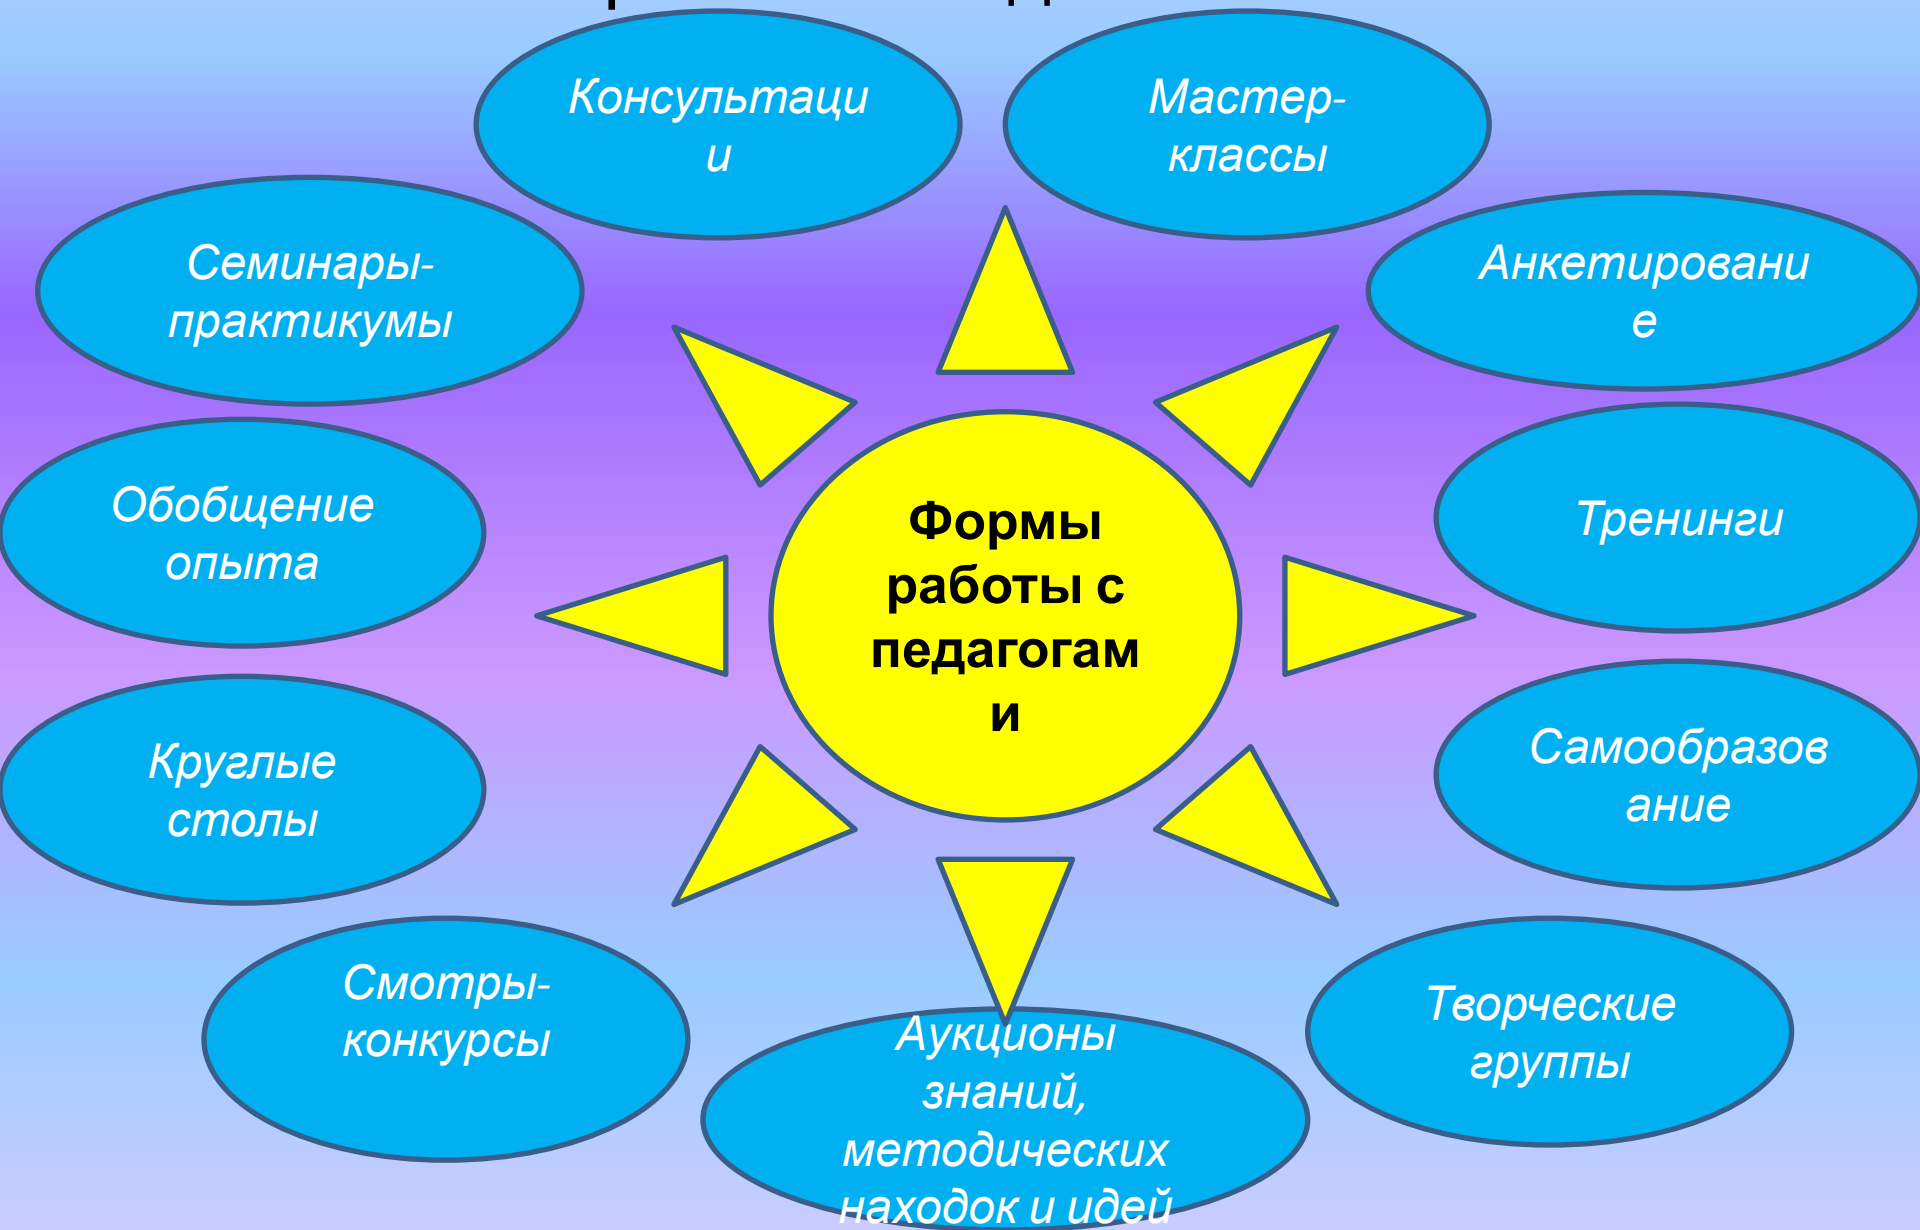 Консультаци
и
Мастер-
классы
Семинары-
практикумы
Анкетировани
е
Обобщение
опыта
Тренинги
Формы
работы с
педагогам
и
Круглые
столы
Самообразов
ание
Смотры-
конкурсы
Творческие
группы
Аукционы
знаний,
методических
находок и идей